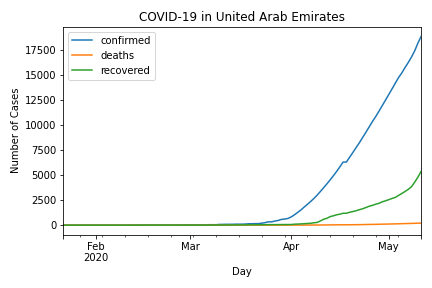 COVID-19 in United Arab Emirates
confirmed
deaths
recovered
Number of Cases
17500
15000
12500
10000
7500
5000
2500
0
Feb
2020
Mar
Apr
May
Day